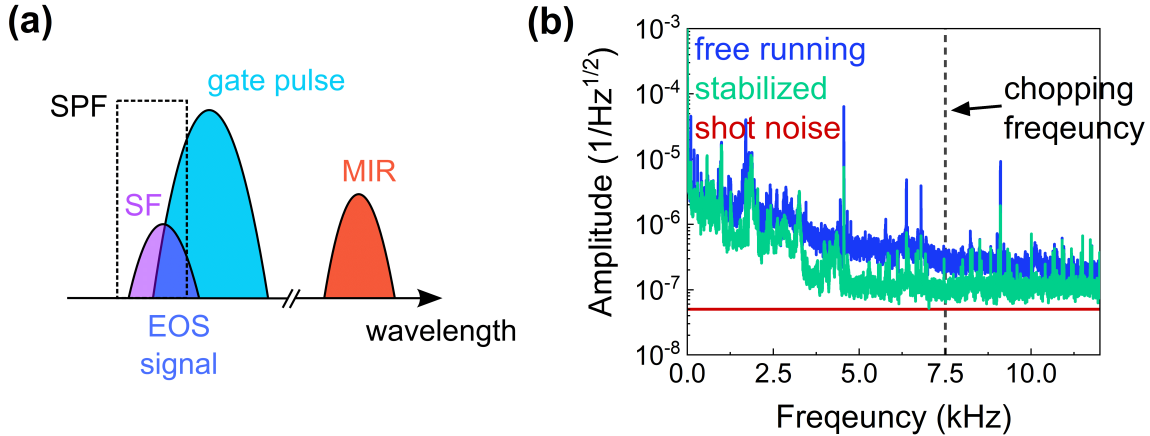 (a)
gate pulse
SPF
MIR
SF
EOS
signal
wavelength
(b)
free running
stabilized
shot noise
chopping
freqeuncy
Amplitude (1/Hz^1/2)
10^-3
10^-4
10^-5
10^-6
10^-7
10^-8
0.0 2.5 5.0 7.5 10.0
Freqeuncy (kHz)